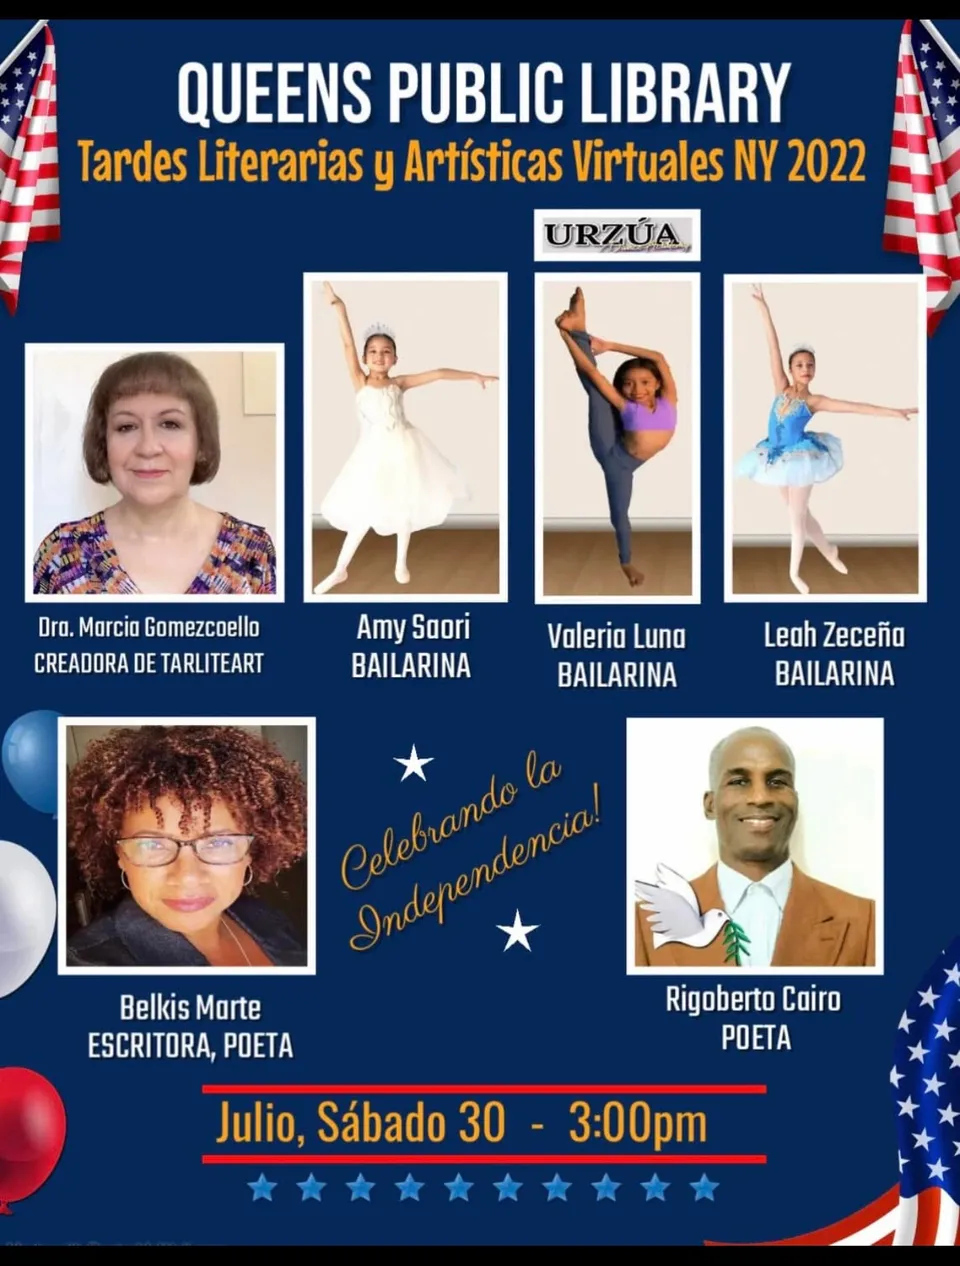 QUEENS PUBLIC LIBRARY
Tardes Literarias y Artísticas Virtuales NY 2022
URZÚA
Dra. Marcia Gomezcoello
CREADORA DE TARLITEART
Amy Saori
BAILARINA
Valeria Luna
BAILARINA
Leah Zeceña
BAILARINA
Celebrando la
Independencia!
Belkis Marte
ESCRITORA, POETA
Rigoberto Cairo
POETA
Julio, Sábado 30 - 3:00pm